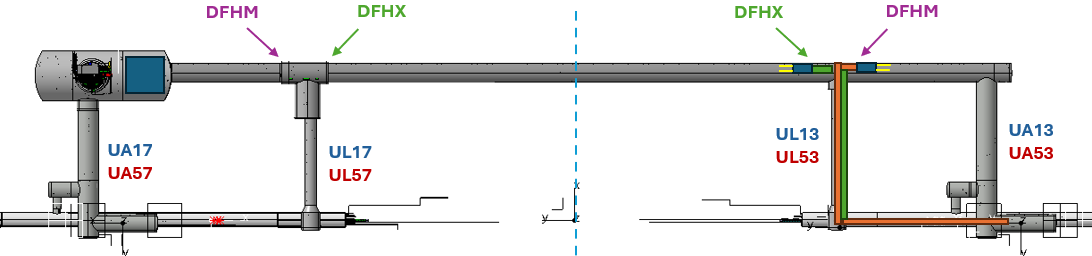 DFHM
DFHX
DFHX
DFHM
UA17
UA57
UL17
UL57
UL13
UL53
UA13
UA53
x
y
z
y
y
y